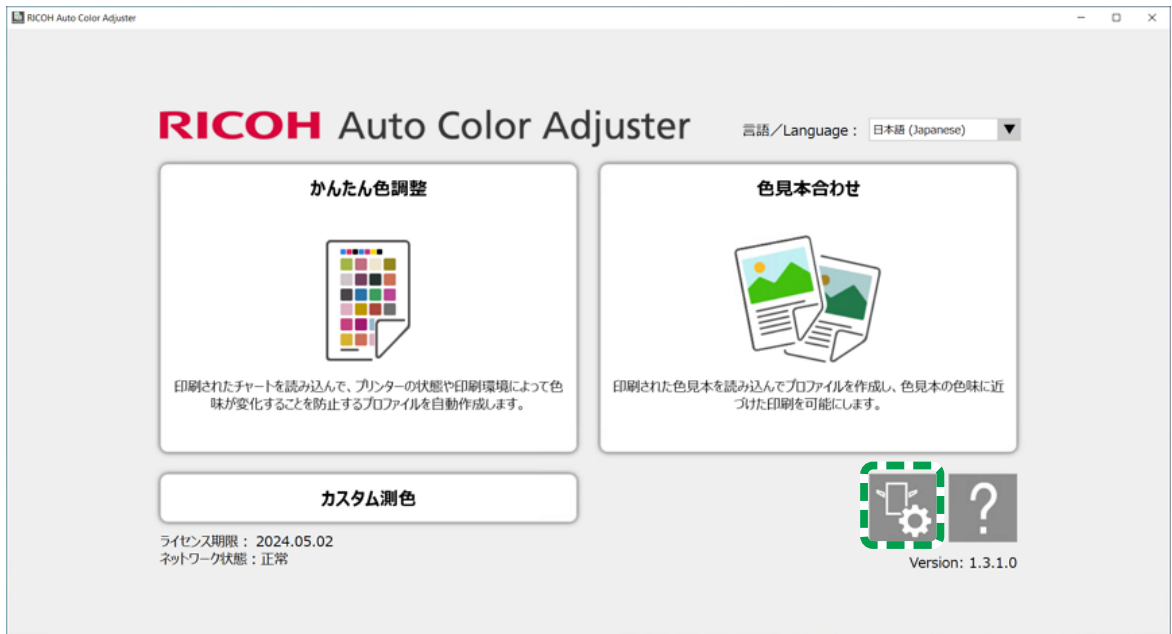 RICOH Auto Color Adjuster
RICOH Auto Color Adjuster
言語／Language : 日本語 (Japanese)
かんたん色調整
印刷されたチャートを読み込んで、プリンターの状態や印刷環境によって色
味が変化することを防止するプロファイルを自動作成します。
色見本合わせ
印刷された色見本を読み込んでプロファイルを作成し、色見本の色味に近
づけた印刷を可能にします。
カスタム測色
?
ライセンス期限： 2024.05.02
ネットワーク状態：正常
Version: 1.3.1.0